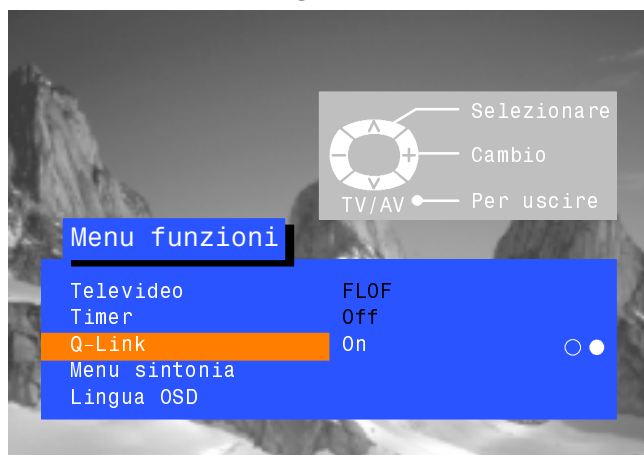 Selezionare
Cambio
TV/AV Per uscire
Menu funzioni
Televideo FLOF
Timer Off
Q-Link On
Menu sintonia
Lingua OSD